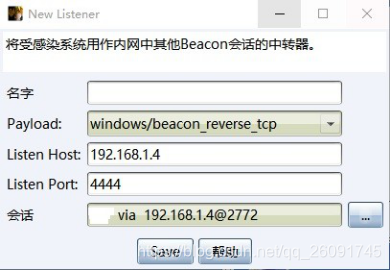 New Listener
将受感染系统用作内网中其他Beacon会话的中转器。
名字
Payload: windows/beacon_reverse_tcp
Listen Host: 192.168.1.4
Listen Port: 4444
会话 via 192.168.1.4@2772 ...
Save 帮助
https://blog.csdn.net/qq_26091745